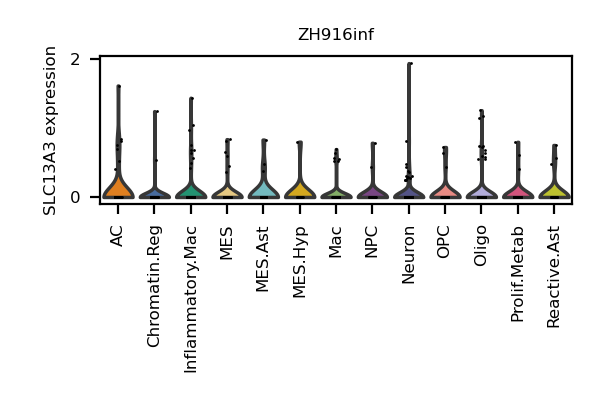 ZH916inf
SLC13A3 expression
2
0
AC
Chromatin.Reg
Inflammatory.Mac
MES
MES.Ast
MES.Hyp
Mac
NPC
Neuron
OPC
Oligo
Prolif.Metab
Reactive.Ast